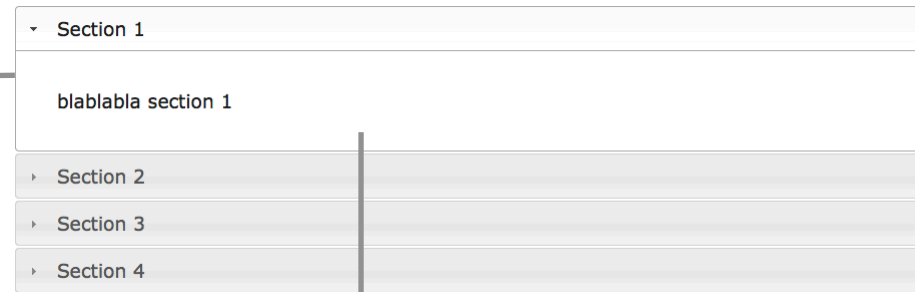 Section 1
blablabla section 1
Section 2
Section 3
Section 4